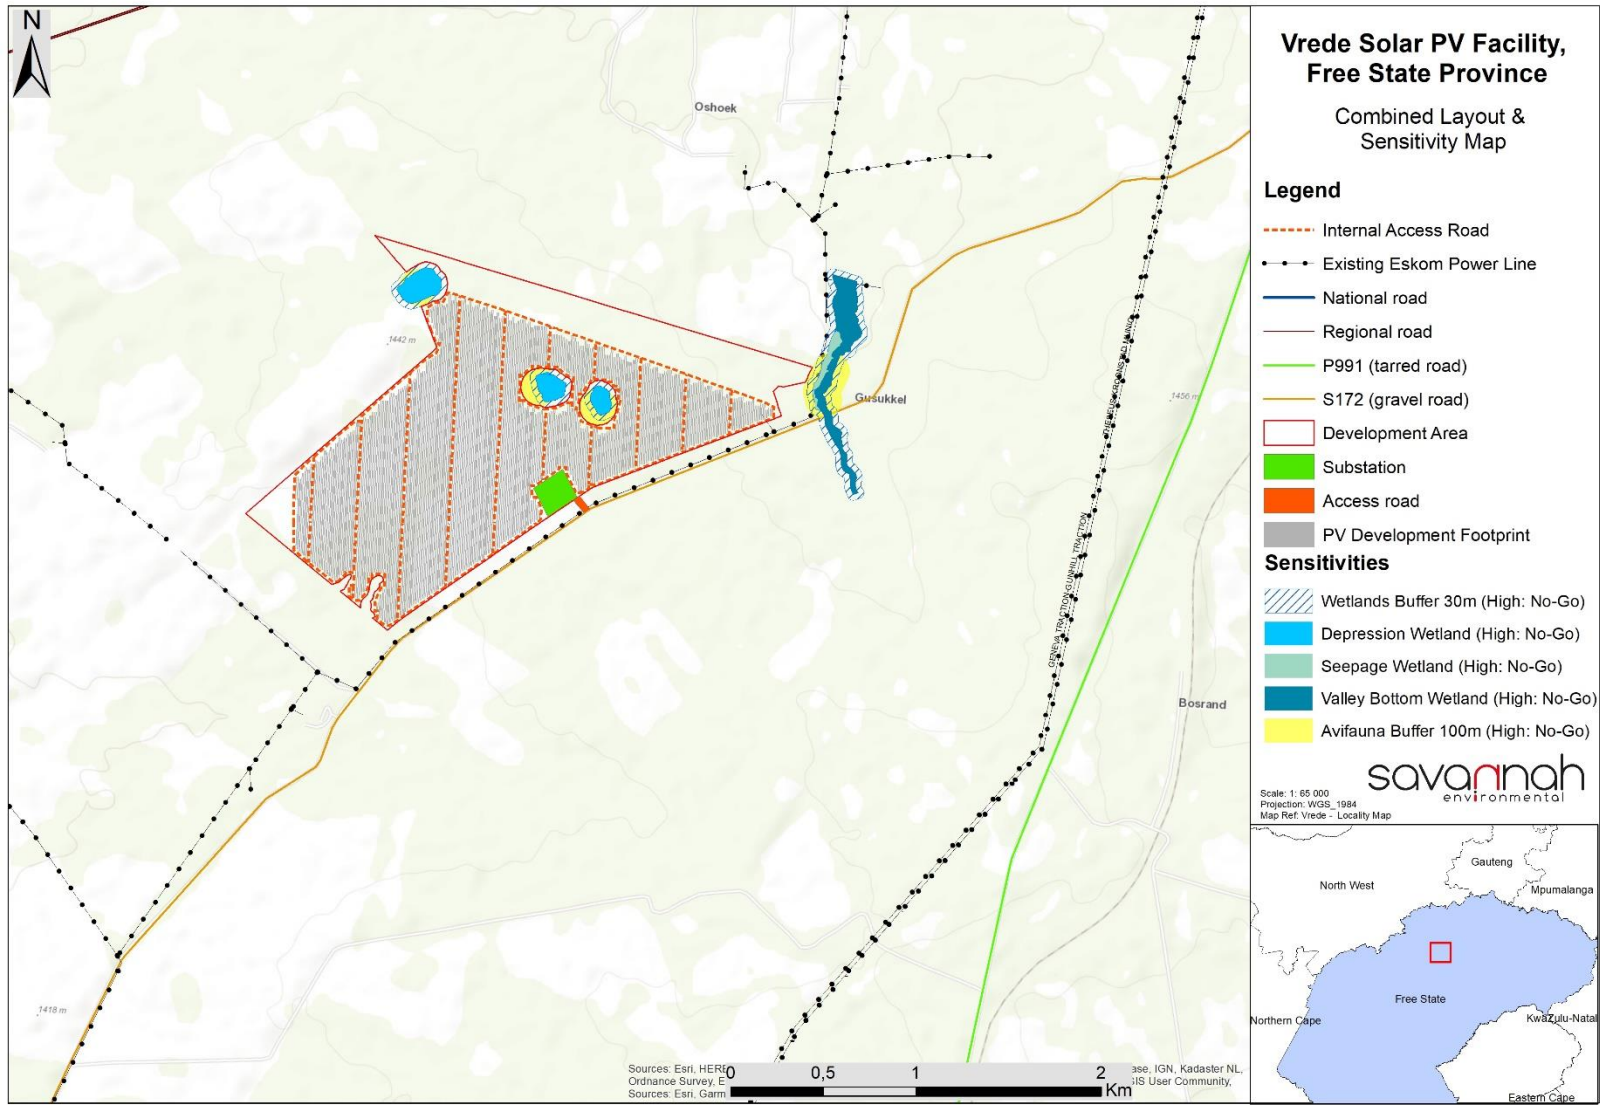 N
Oshoek
1442 m
Gusukkel
1456 m
GENEVA TRACTION GUNHILL TRACTION
Bosrand
1418 m
Sources: Esri, HERE
Ordnance Survey, E
Sources: Esri, Garm
ase, IGN, Kadaster NL,
GIS User Community,
0 0,5 1 2
Km
Vrede Solar PV Facility,
Free State Province
Combined Layout &
Sensitivity Map
Legend
Internal Access Road
Existing Eskom Power Line
National road
Regional road
P991 (tarred road)
S172 (gravel road)
Development Area
Substation
Access road
PV Development Footprint
Sensitivities
Wetlands Buffer 30m (High: No-Go)
Depression Wetland (High: No-Go)
Seepage Wetland (High: No-Go)
Valley Bottom Wetland (High: No-Go)
Avifauna Buffer 100m (High: No-Go)
savannah
environmental
Scale: 1: 65 000
Projection: WGS_1984
Map Ref: Vrede - Locality Map
Gauteng
North West
Mpumalanga
Free State
Northern Cape
KwaZulu-Natal
Eastern Cape